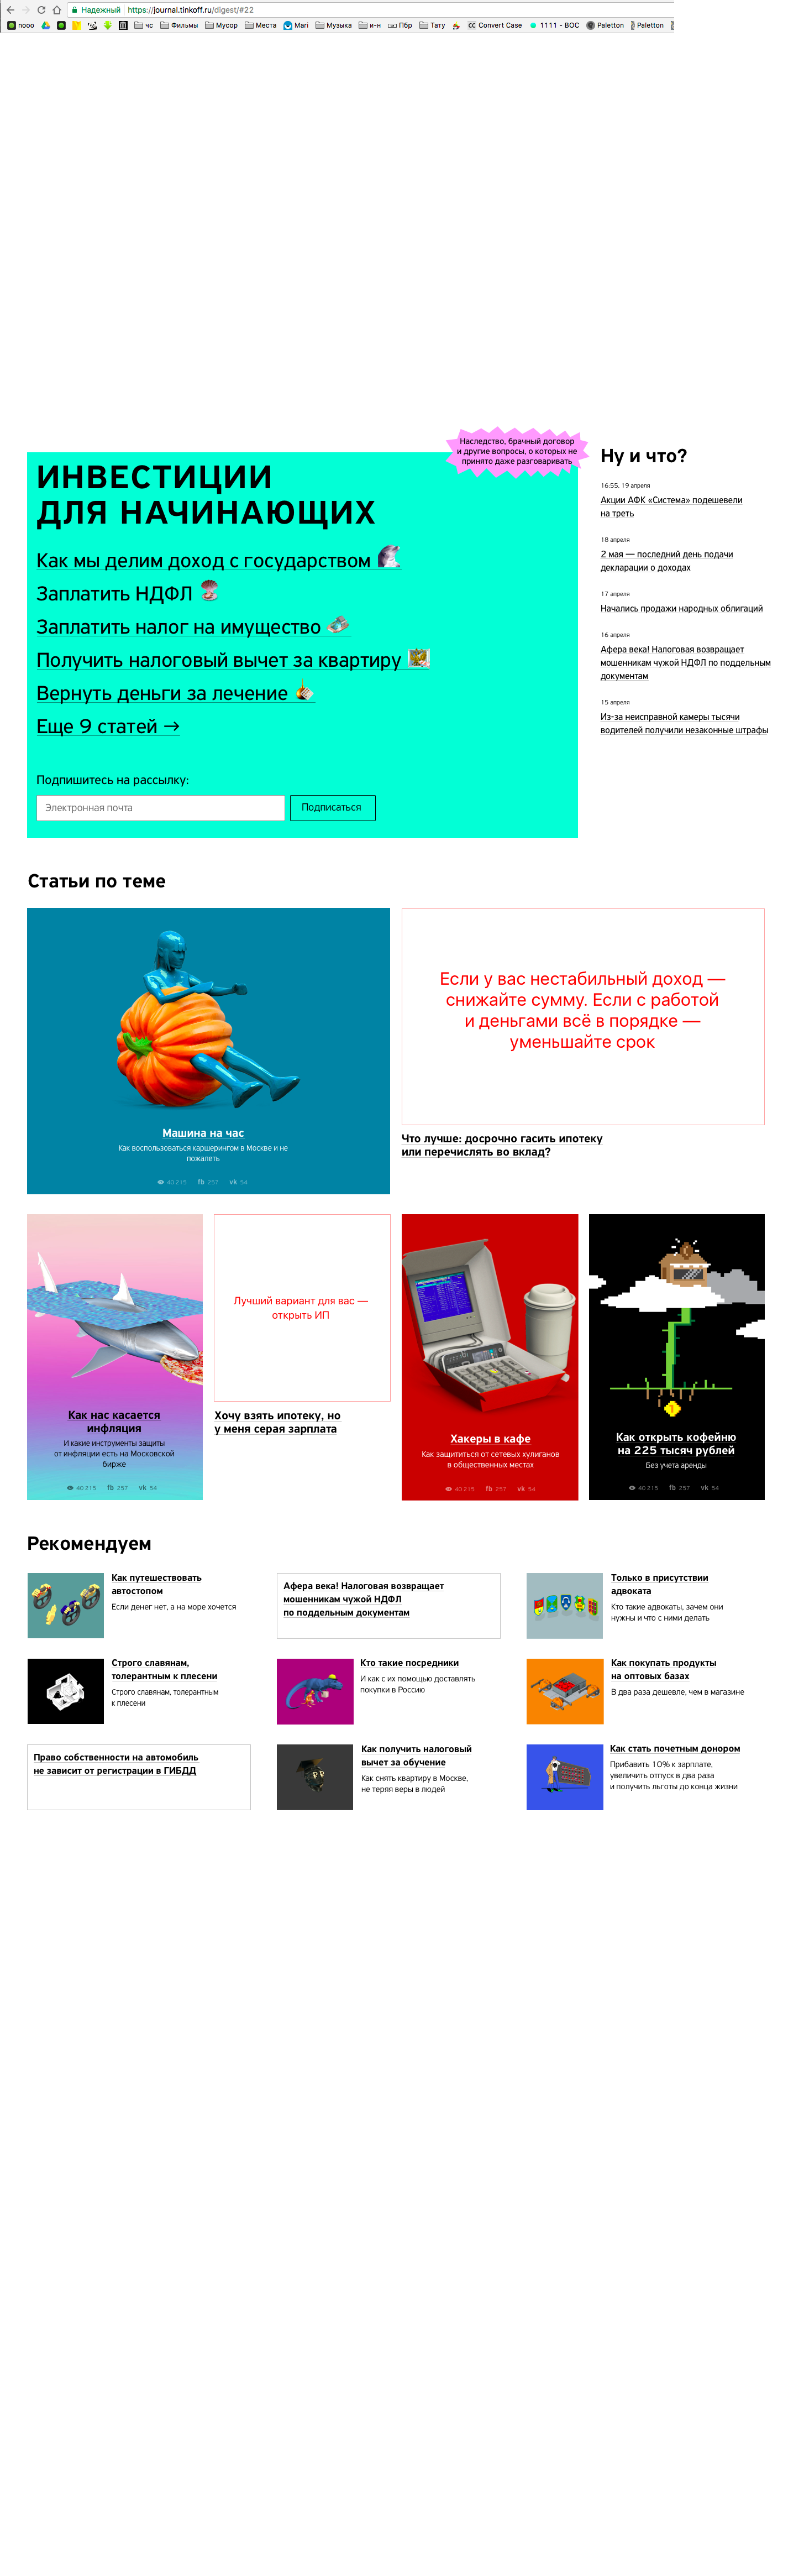 Надежный
https://journal.tinkoff.ru/digest/#22
nooo
чс
Фильмы
Мусор
Места
Mari
Музыка
и-н
Пбр
Тату
CC Convert Case
1111 - BOC
Paletton
Paletton
Наследство, брачный договор
и другие вопросы, о которых не
принято даже разговаривать
ИНВЕСТИЦИИ
ДЛЯ НАЧИНАЮЩИХ
Как мы делим доход с государством
Заплатить НДФЛ
Заплатить налог на имущество
Получить налоговый вычет за квартиру
Вернуть деньги за лечение
Еще 9 статей →
Подпишитесь на рассылку:
Электронная почта
Подписаться
Ну и что?
16:55, 19 апреля
Акции АФК «Система» подешевели
на треть
18 апреля
2 мая — последний день подачи
декларации о доходах
17 апреля
Начались продажи народных облигаций
16 апреля
Афера века! Налоговая возвращает
мошенникам чужой НДФЛ по поддельным
документам
15 апреля
Из-за неисправной камеры тысячи
водителей получили незаконные штрафы
Статьи по теме
Машина на час
Как воспользоваться каршерингом в Москве и не
пожалеть
40 215 fb 257 vk 54
Если у вас нестабильный доход —
снижайте сумму. Если с работой
и деньгами всё в порядке —
уменьшайте срок
Что лучше: досрочно гасить ипотеку
или перечислять во вклад?
Как нас касается
инфляция
И какие инструменты защиты
от инфляции есть на Московской
бирже
40 215 fb 257 vk 54
Лучший вариант для вас —
открыть ИП
Хочу взять ипотеку, но
у меня серая зарплата
Хакеры в кафе
Как защититься от сетевых хулиганов
в общественных местах
40 215 fb 257 vk 54
Как открыть кофейню
на 225 тысяч рублей
Без учета аренды
40 215 fb 257 vk 54
Рекомендуем
Как путешествовать
автостопом
Если денег нет, а на море хочется
Афера века! Налоговая возвращает
мошенникам чужой НДФЛ
по поддельным документам
Только в присутствии
адвоката
Кто такие адвокаты, зачем они
нужны и что с ними делать
Строго славянам,
толерантным к плесени
Строго славянам, толерантным
к плесени
Кто такие посредники
И как с их помощью доставлять
покупки в Россию
Как покупать продукты
на оптовых базах
В два раза дешевле, чем в магазине
Право собственности на автомобиль
не зависит от регистрации в ГИБДД
Как получить налоговый
вычет за обучение
Как снять квартиру в Москве,
не теряя веры в людей
Как стать почетным донором
Прибавить 10% к зарплате,
увеличить отпуск в два раза
и получить льготы до конца жизни